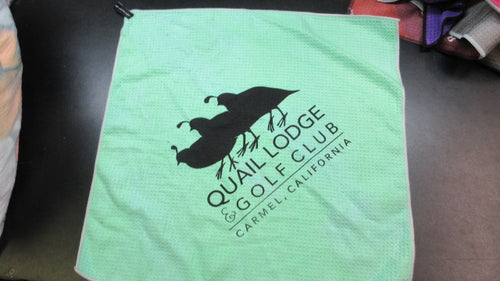 QUAIL LODGE
& GOLF CLUB
CARMEL, CALIFORNIA